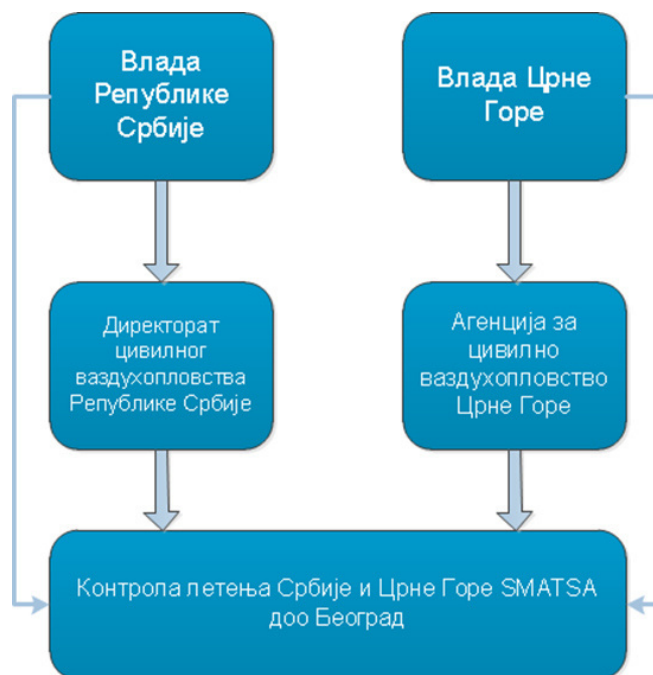 Влада
Републике
Србије
Влада Црне
Горе
Директорат
цивилног
ваздухопловства
Републике Србије
Агенција за
цивилно
ваздухопловство
Црне Горе
Контрола летења Србије и Црне Горе SMATSA
доо Београд